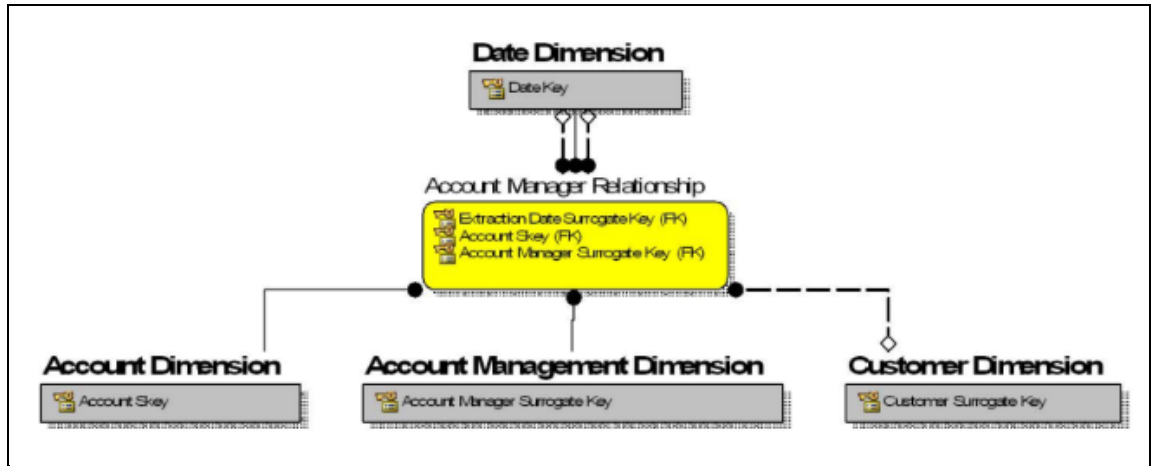 Date Dimension
Date Key
Account Manager Relationship
Extraction Date Surrogate Key (FK)
Account Skey (FK)
Account Manager Surrogate Key (FK)
Account Dimension
Account Skey
Account Management Dimension
Account Manager Surrogate Key
Customer Dimension
Customer Surrogate Key